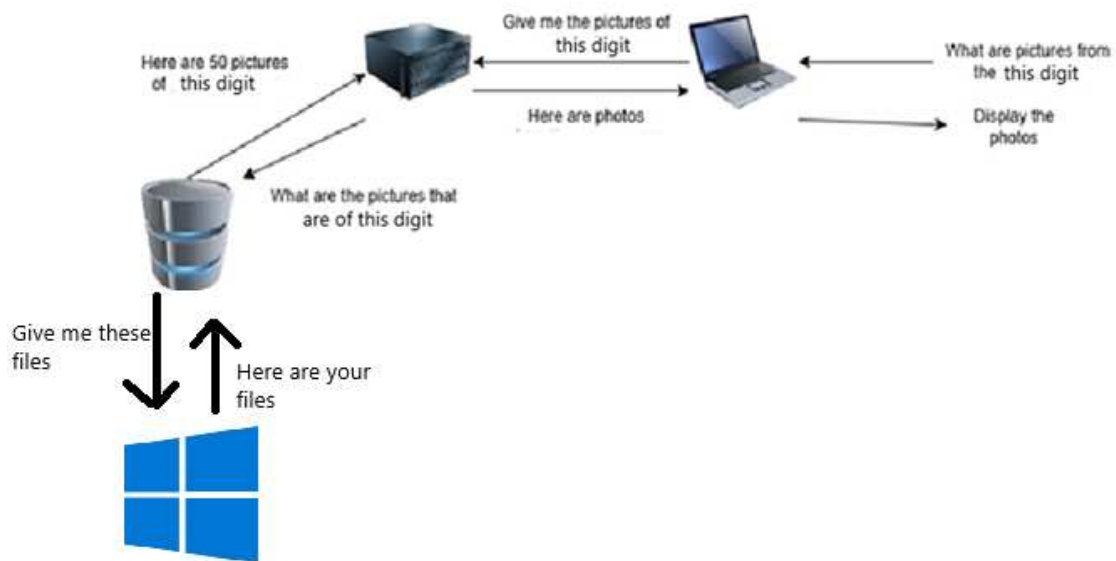 Give me the pictures of
this digit
Here are 50 pictures
of this digit
What are pictures from
the this digit
Here are photos
Display the
photos
What are the pictures that
are of this digit
Give me these
files
Here are your
files